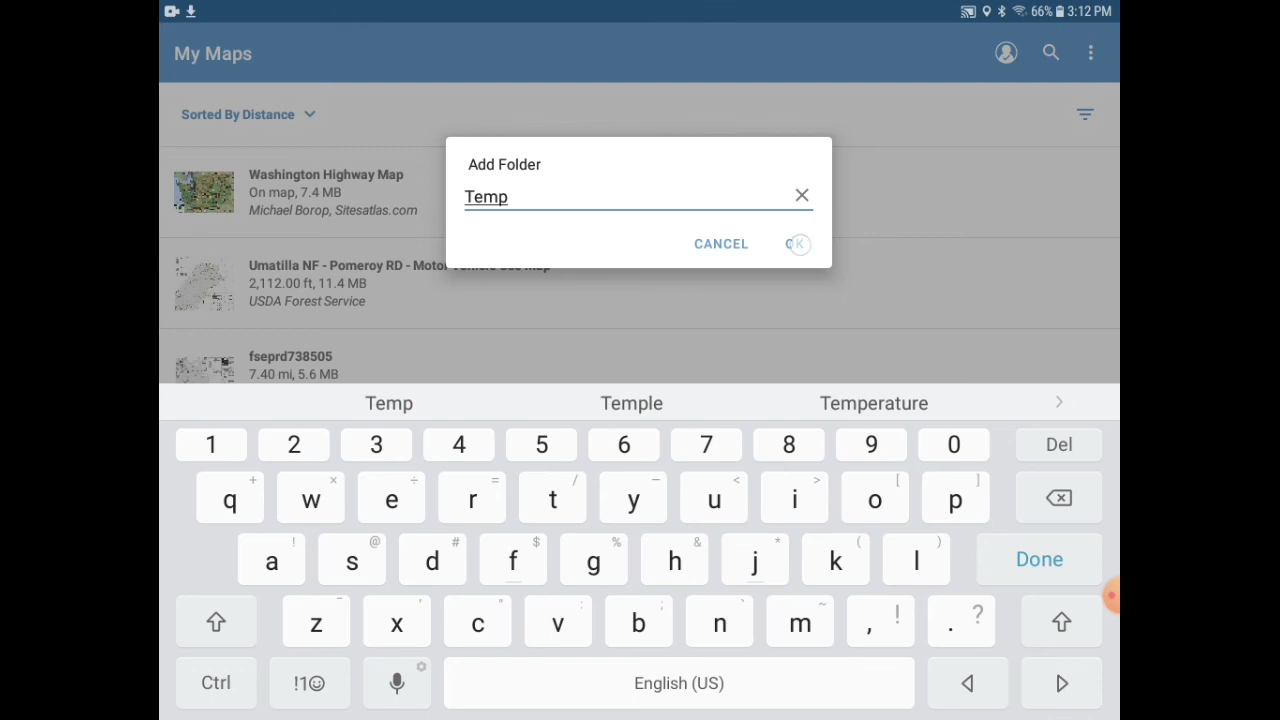 66% 3:12 PM
My Maps
Sorted By Distance
Add Folder
Temp
CANCEL OK
Washington Highway Map
On map, 7.4 MB
Michael Borop, Sitesatlas.com
Umatilla NF - Pomeroy RD - Motor Vehicle Use Map
2,112.00 ft, 11.4 MB
USDA Forest Service
fseprd738505
7.40 mi, 5.6 MB
Temp Temple Temperature
1 2 3 4 5 6 7 8 9 0 Del
+ × ÷ = / – < > [ ]
q w e r t y u i o p
! @ # $ % & * ( )
a s d f g h j k l Done
- ' " : ; ` ~ ! ?
z x c v b n m , .
Ctrl !1☺ English (US)